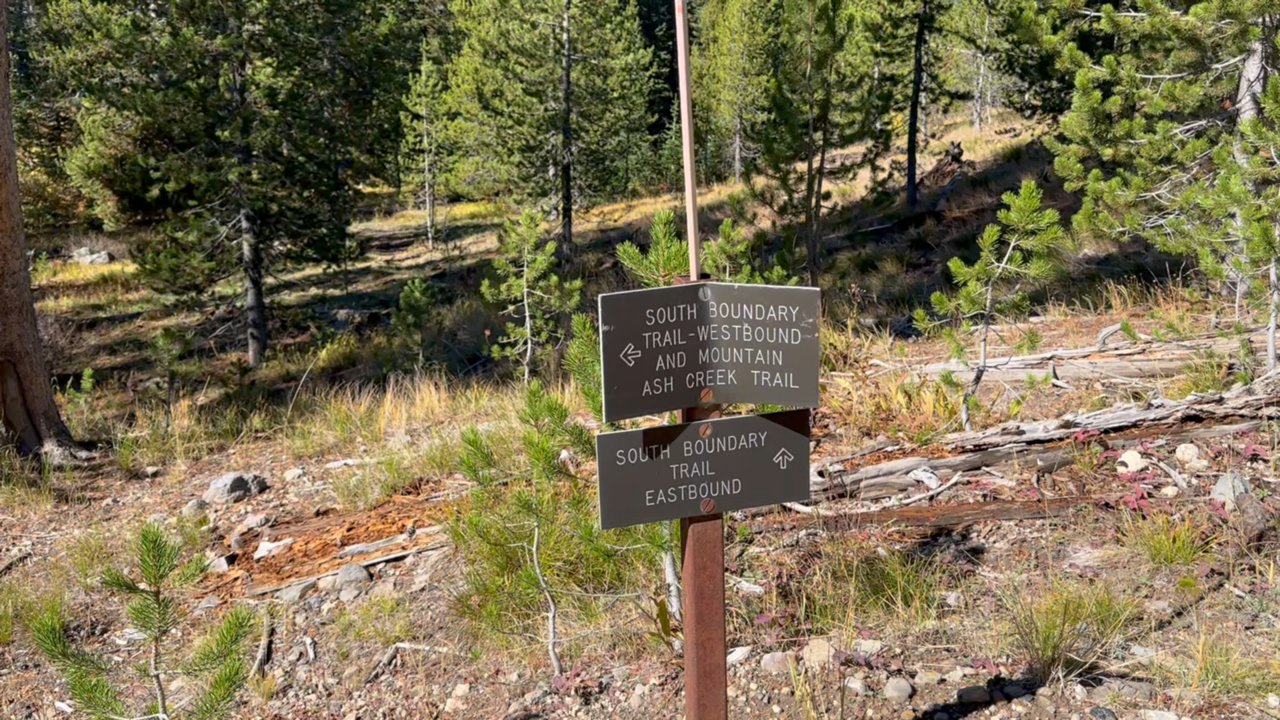 SOUTH BOUNDARY
TRAIL-WESTBOUND
AND MOUNTAIN
ASH CREEK TRAIL
SOUTH BOUNDARY
TRAIL
EASTBOUND